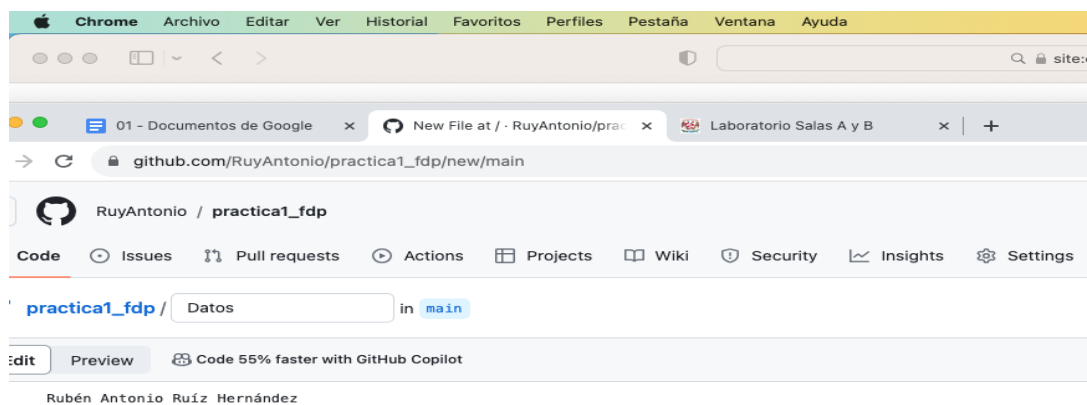 Chrome Archivo Editar Ver Historial Favoritos Perfiles Pestaña Ventana Ayuda
site:
01 - Documentos de Google New File at / · RuyAntonio/prac Laboratorio Salas A y B
github.com/RuyAntonio/practica1_fdp/new/main
RuyAntonio / practica1_fdp
Code Issues Pull requests Actions Projects Wiki Security Insights Settings
practica1_fdp / Datos in main
Edit Preview Code 55% faster with GitHub Copilot
Rubén Antonio Ruíz Hernández